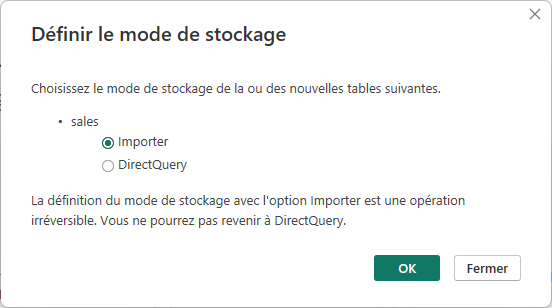 Définir le mode de stockage
Choisissez le mode de stockage de la ou des nouvelles tables suivantes.
• sales
Importer
DirectQuery
La définition du mode de stockage avec l'option Importer est une opération
irréversible. Vous ne pourrez pas revenir à DirectQuery.
OK Fermer